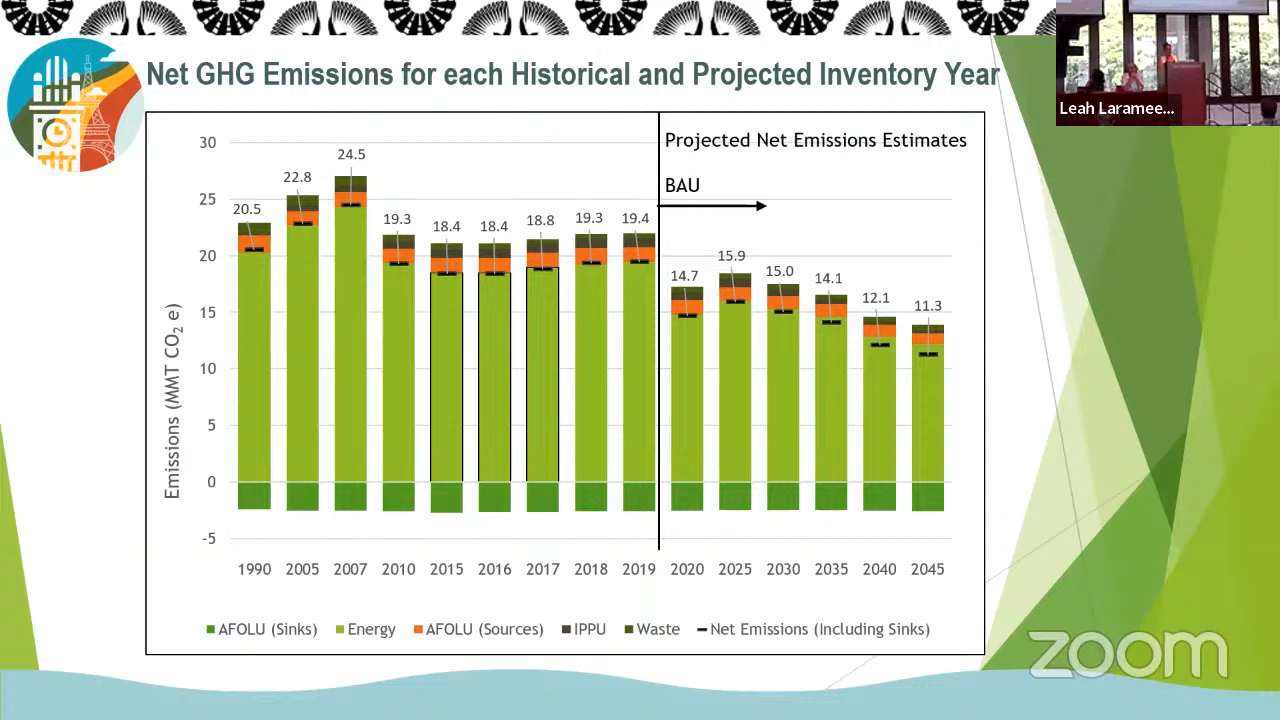 Net GHG Emissions for each Historical and Projected Inventory Year
Leah Laramee...
Projected Net Emissions Estimates
BAU
Emissions (MMT CO₂ e)
30
25
20
15
10
5
0
-5
20.5
22.8
24.5
19.3
18.4
18.4
18.8
19.3
19.4
14.7
15.9
15.0
14.1
12.1
11.3
1990 2005 2007 2010 2015 2016 2017 2018 2019 2020 2025 2030 2035 2040 2045
AFOLU (Sinks) Energy AFOLU (Sources) IPPU Waste Net Emissions (Including Sinks)
zoom